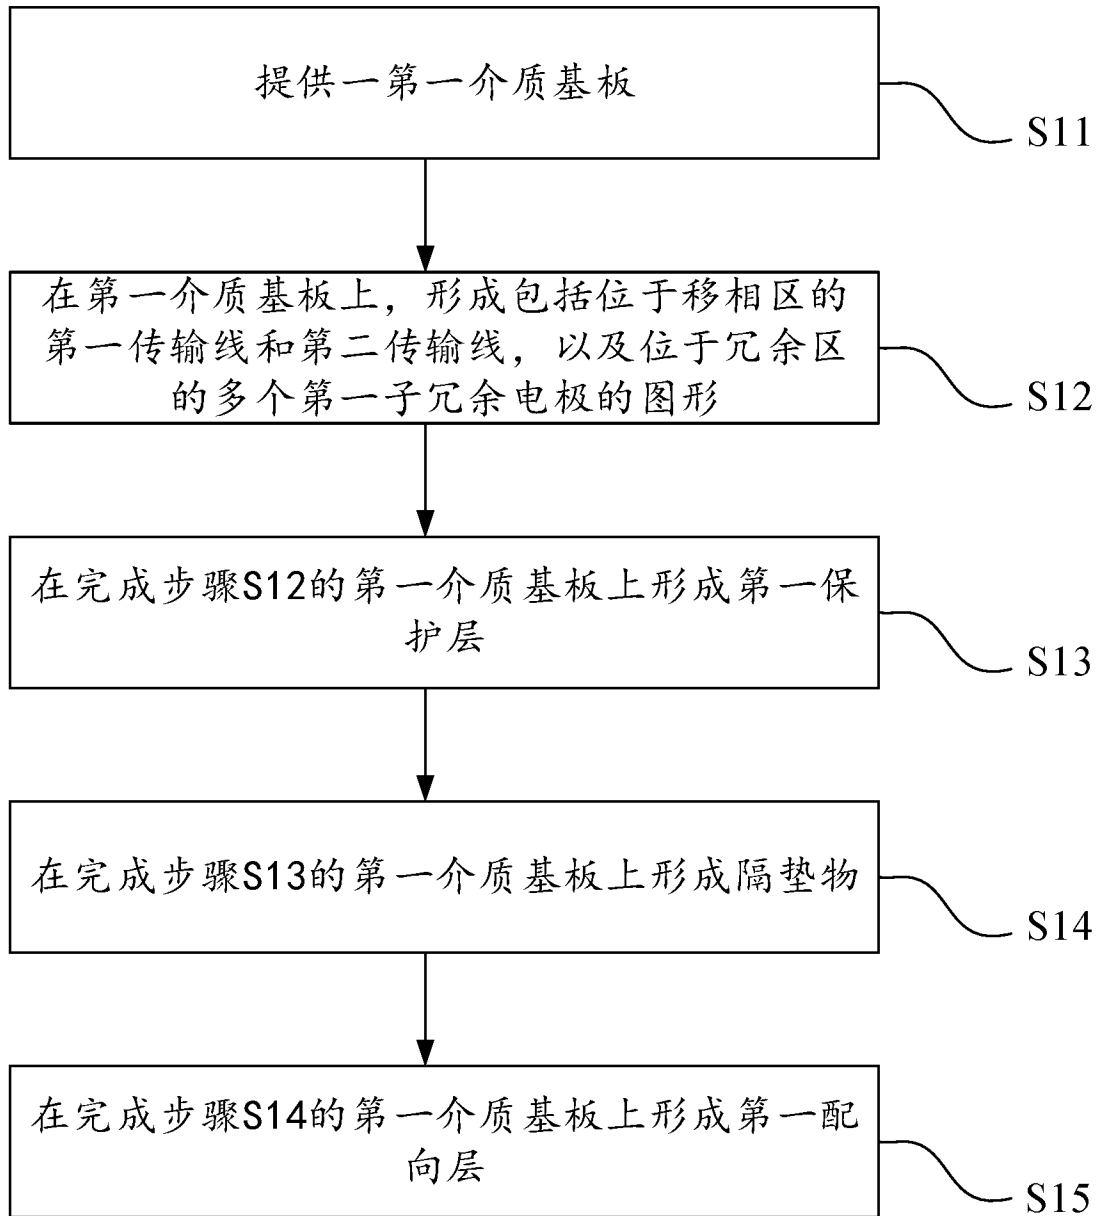 提供一第一介质基板
S11
在第一介质基板上，形成包括位于移相区的
第一传输线和第二传输线，以及位于冗余区
的多个第一子冗余电极的图形
S12
在完成步骤S12的第一介质基板上形成第一保
护层
S13
在完成步骤S13的第一介质基板上形成隔垫物
S14
在完成步骤S14的第一介质基板上形成第一配
向层
S15